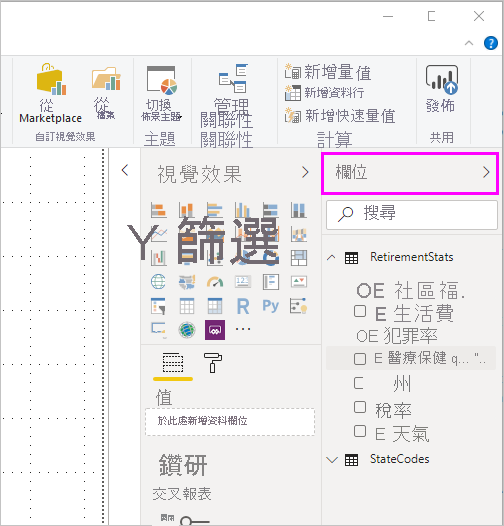 從
Marketplace
從
檔案
自訂視覺效果
切換
佈景主題
主題
管理
關聯性
關聯性
新增量值
新增資料行
新增快速量值
計算
發佈
共用
視覺效果
Y 篩選
R
Py
值
於此處新增資料欄位
鑽研
交叉報表
欄位
搜尋
RetirementStats
OE 社區福.
E 生活費
OE 犯罪率
E 醫療保健 q... "..
州
稅率
E 天氣
StateCodes